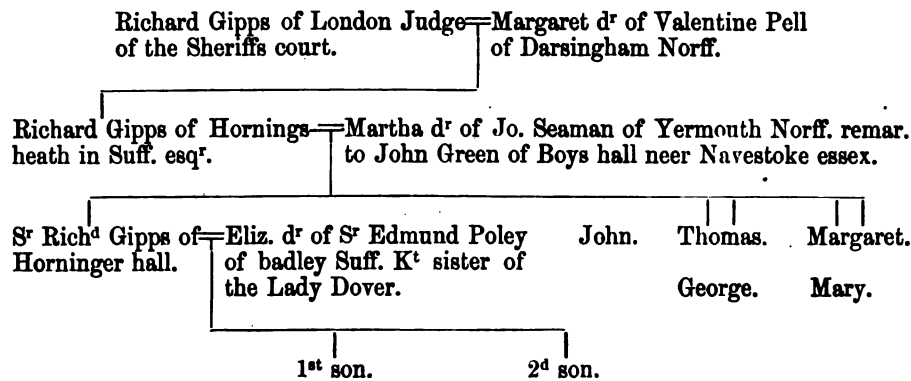 Richard Gipps of London Judge═Margaret dʳ of Valentine Pell
of the Sheriffs court. of Darsingham Norff.
Richard Gipps of Hornings═Martha dʳ of Jo. Seaman of Yermouth Norff. remar.
heath in Suff. esqʳ. to John Green of Boys hall neer Navestoke essex.
Sʳ Richᵈ Gipps of═Eliz. dʳ of Sʳ Edmund Poley John. Thomas. Margaret.
Horninger hall. of badley Suff. Kᵗ sister of
the Lady Dover. George. Mary.
1ˢᵗ son. 2ᵈ son.